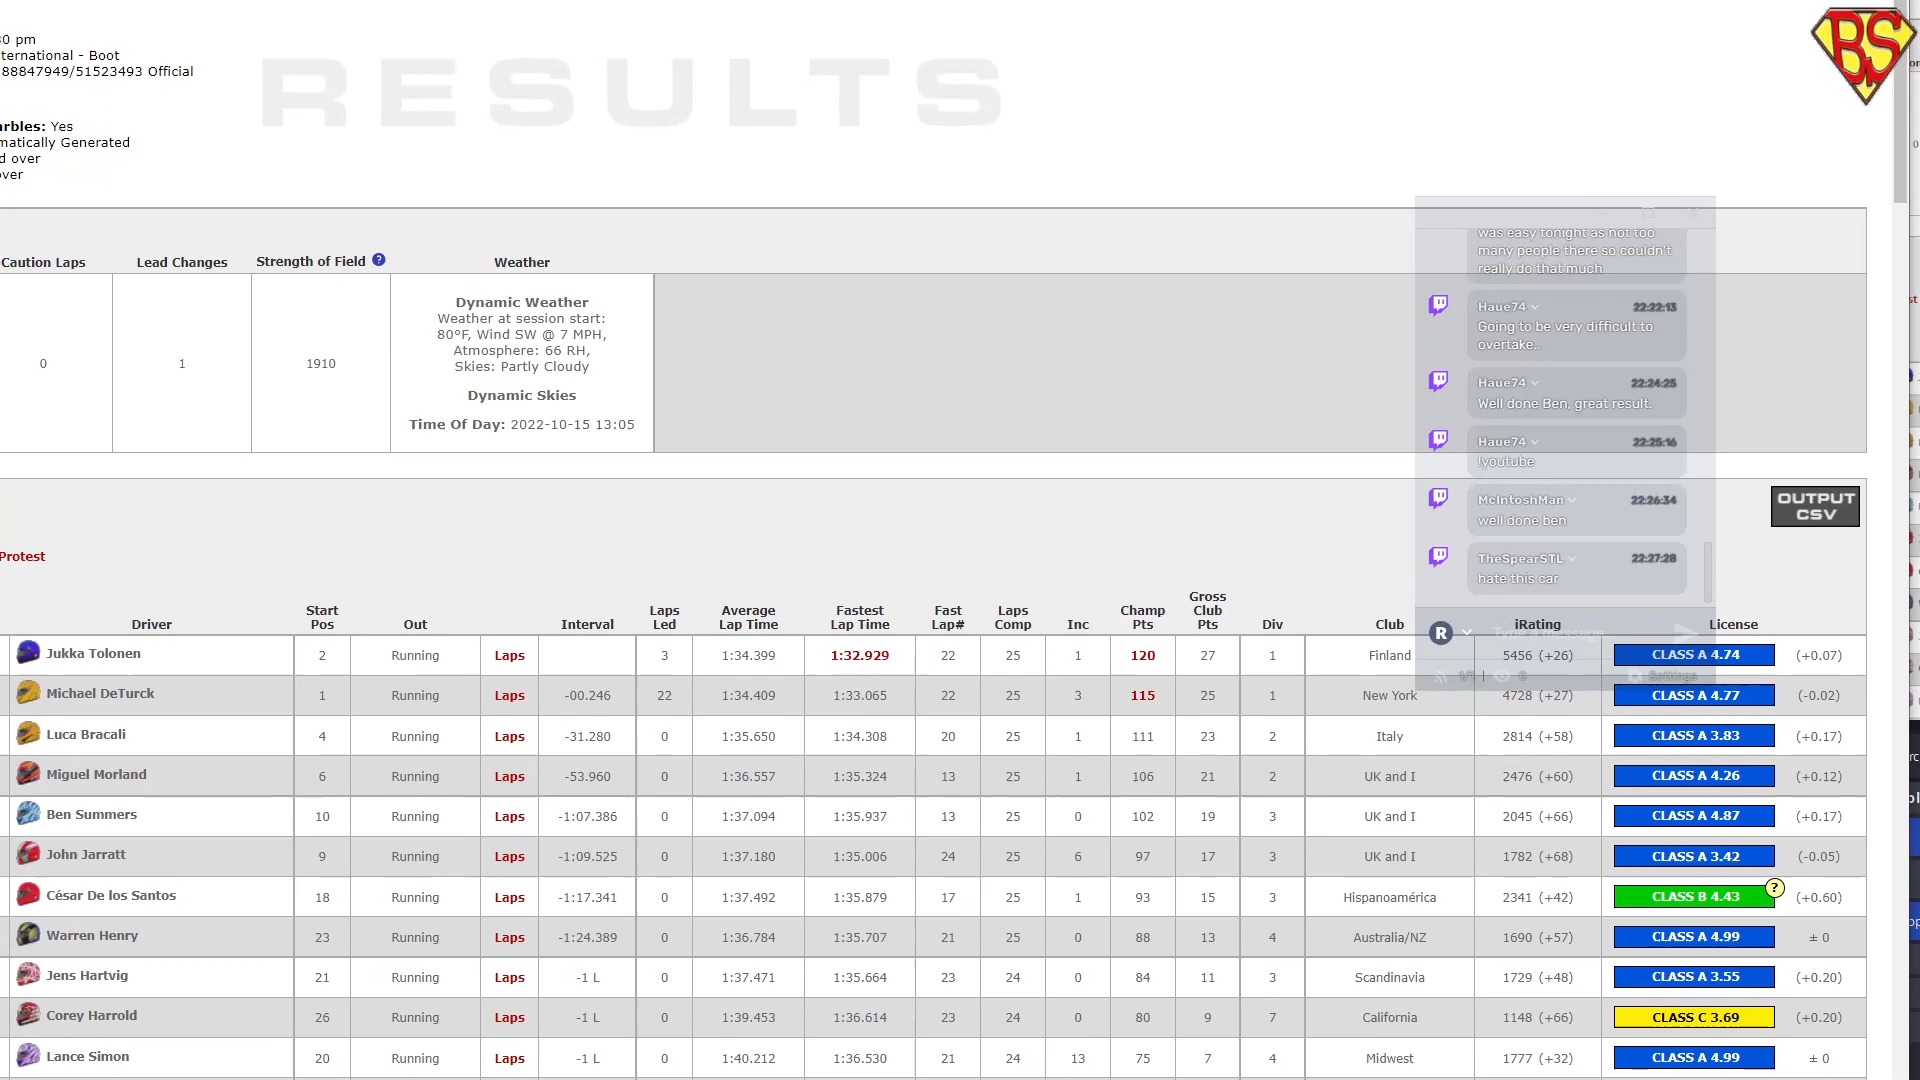 30 pm
ternational - Boot
88847949/51523493 Official
RESULTS
BS
arbles: Yes
matically Generated
d over
over
Caution Laps Lead Changes Strength of Field ? Weather
0 1 1910
Dynamic Weather
Weather at session start:
80°F, Wind SW @ 7 MPH,
Atmosphere: 66 RH,
Skies: Partly Cloudy
Dynamic Skies
Time Of Day: 2022-10-15 13:05
was easy tonight as not too
many people there so couldn't
really do that much
Haue74 22:22:13
Going to be very difficult to
overtake..
Haue74 22:24:25
Well done Ben, great result.
Haue74 22:25:16
!youtube
McIntoshMan 22:26:34
well done ben
TheSpearSTL 22:27:28
hate this car
R Type a message
Settings
OUTPUT
CSV
Protest
Driver Start Pos Out Interval Laps Led Average Lap Time Fastest Lap Time Fast Lap# Laps Comp Inc Champ Pts Gross Club Pts Div Club iRating License
Jukka Tolonen 2 Running Laps 3 1:34.399 1:32.929 22 25 1 120 27 1 Finland 5456 (+26) CLASS A 4.74 (+0.07)
Michael DeTurck 1 Running Laps -00.246 22 1:34.409 1:33.065 22 25 3 115 25 1 New York 4728 (+27) CLASS A 4.77 (-0.02)
Luca Bracali 4 Running Laps -31.280 0 1:35.650 1:34.308 20 25 1 111 23 2 Italy 2814 (+58) CLASS A 3.83 (+0.17)
Miguel Morland 6 Running Laps -53.960 0 1:36.557 1:35.324 13 25 1 106 21 2 UK and I 2476 (+60) CLASS A 4.26 (+0.12)
Ben Summers 10 Running Laps -1:07.386 0 1:37.094 1:35.937 13 25 0 102 19 3 UK and I 2045 (+66) CLASS A 4.87 (+0.17)
John Jarratt 9 Running Laps -1:09.525 0 1:37.180 1:35.006 24 25 6 97 17 3 UK and I 1782 (+68) CLASS A 3.42 (-0.05)
César De los Santos 18 Running Laps -1:17.341 0 1:37.492 1:35.879 17 25 1 93 15 3 Hispanoamérica 2341 (+42) CLASS B 4.43 ? (+0.60)
Warren Henry 23 Running Laps -1:24.389 0 1:36.784 1:35.707 21 25 0 88 13 4 Australia/NZ 1690 (+57) CLASS A 4.99 ± 0
Jens Hartvig 21 Running Laps -1 L 0 1:37.471 1:35.664 23 24 0 84 11 3 Scandinavia 1729 (+48) CLASS A 3.55 (+0.20)
Corey Harrold 26 Running Laps -1 L 0 1:39.453 1:36.614 23 24 0 80 9 7 California 1148 (+66) CLASS C 3.69 (+0.20)
Lance Simon 20 Running Laps -1 L 0 1:40.212 1:36.530 21 24 13 75 7 4 Midwest 1777 (+32) CLASS A 4.99 ± 0